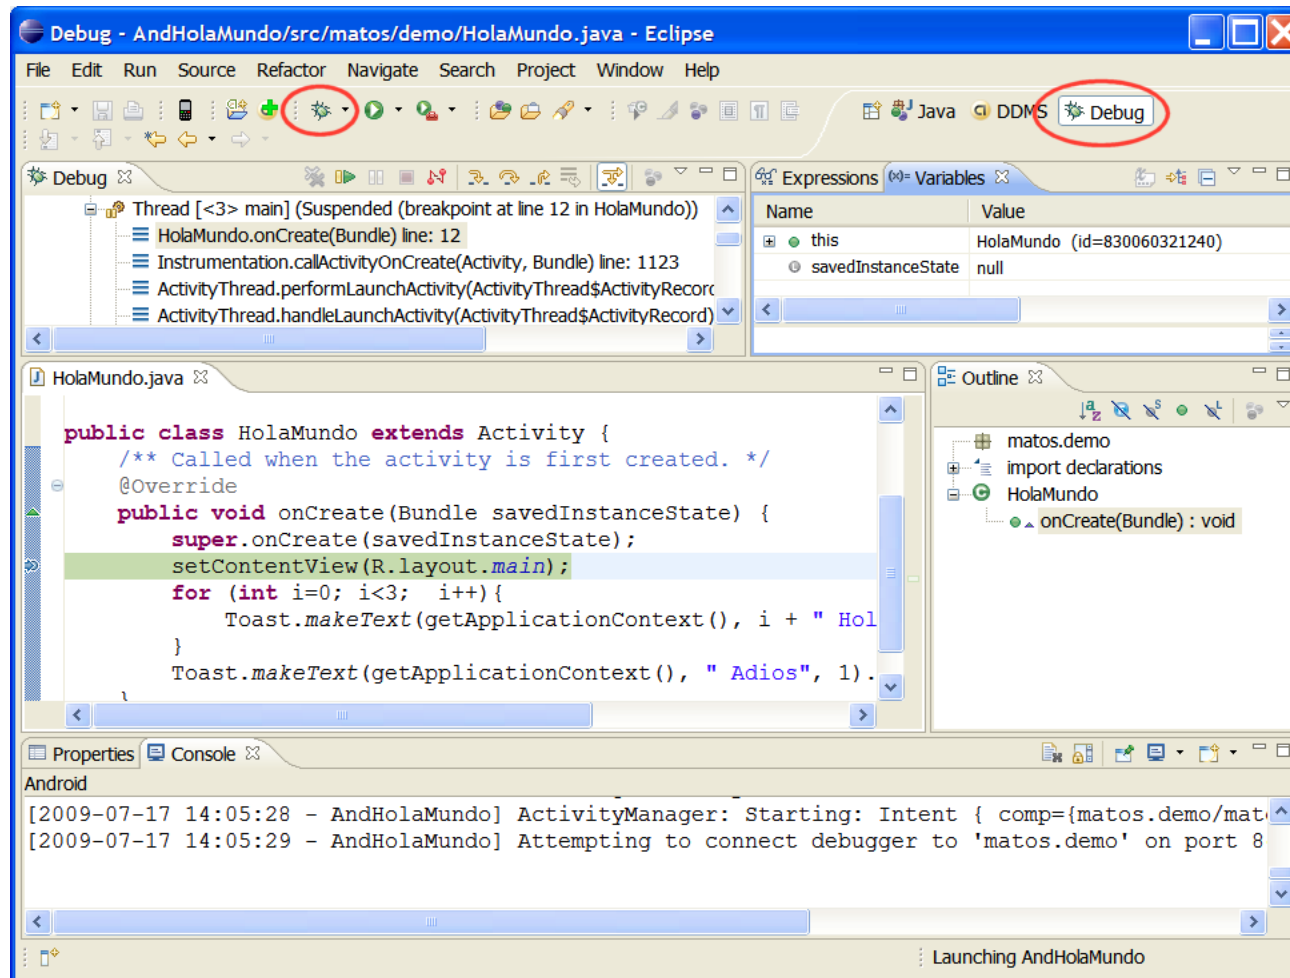 Debug - AndHolaMundo/src/matos/demo/HolaMundo.java - Eclipse
File Edit Run Source Refactor Navigate Search Project Window Help
Java DDMS Debug
Debug
Thread [<3> main] (Suspended (breakpoint at line 12 in HolaMundo))
HolaMundo.onCreate(Bundle) line: 12
Instrumentation.callActivityOnCreate(Activity, Bundle) line: 1123
ActivityThread.performLaunchActivity(ActivityThread$ActivityRecord
ActivityThread.handleLaunchActivity(ActivityThread$ActivityRecord)
Expressions Variables
Name Value
this HolaMundo (id=830060321240)
savedInstanceState null
HolaMundo.java
public class HolaMundo extends Activity {
/** Called when the activity is first created. */
@Override
public void onCreate(Bundle savedInstanceState) {
super.onCreate(savedInstanceState);
setContentView(R.layout.main);
for (int i=0; i<3; i++){
Toast.makeText(getApplicationContext(), i + " Hol
}
Toast.makeText(getApplicationContext(), " Adios", 1).
}
Outline
matos.demo
import declarations
HolaMundo
onCreate(Bundle) : void
Properties Console
Android
[2009-07-17 14:05:28 - AndHolaMundo] ActivityManager: Starting: Intent { comp={matos.demo/mat
[2009-07-17 14:05:29 - AndHolaMundo] Attempting to connect debugger to 'matos.demo' on port 8
Launching AndHolaMundo